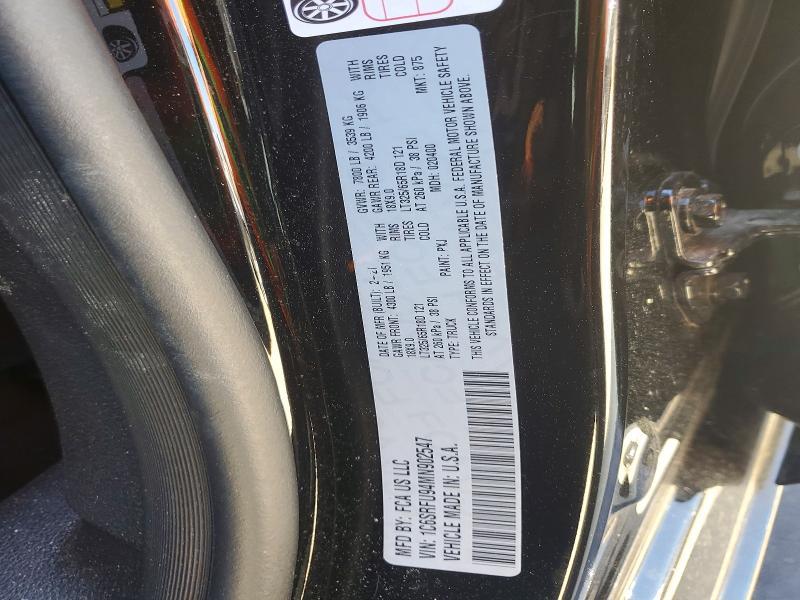 MFD BY: FCA US LLC
VIN: 1C6SRFU94MN902547
VEHICLE MADE IN: U.S.A.
DATE OF MFR (BUILT): 2-21 GVWR: 7800 LB / 3539 KG
GAWR FRONT: 4300 LB / 1951 KG WITH GAWR REAR: 4200 LB / 1906 KG WITH
18X9.0 RIMS 18X9.0 RIMS
LT325/65R18D 121 TIRES LT325/65R18D 121 TIRES
AT 260 kPa / 38 PSI COLD AT 260 kPa / 38 PSI COLD
TYPE: TRUCK PAINT: PXJ MDH: 020400 MKT: 875
THIS VEHICLE CONFORMS TO ALL APPLICABLE U.S.A. FEDERAL MOTOR VEHICLE SAFETY
STANDARDS IN EFFECT ON THE DATE OF MANUFACTURE SHOWN ABOVE.